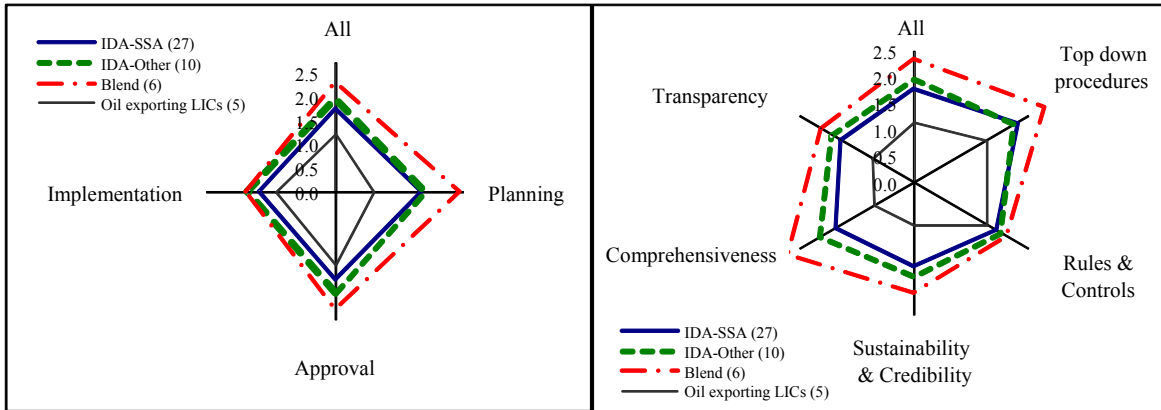 All
IDA-SSA (27)
IDA-Other (10)
Blend (6)
Oil exporting LICs (5)
2.5
2.0
1.5
1.0
0.5
0.0
Implementation
Planning
Approval
All
Top down
procedures
Transparency
2.5
2.0
1.5
1.0
0.5
0.0
Comprehensiveness
Rules &
Controls
Sustainability
& Credibility
IDA-SSA (27)
IDA-Other (10)
Blend (6)
Oil exporting LICs (5)